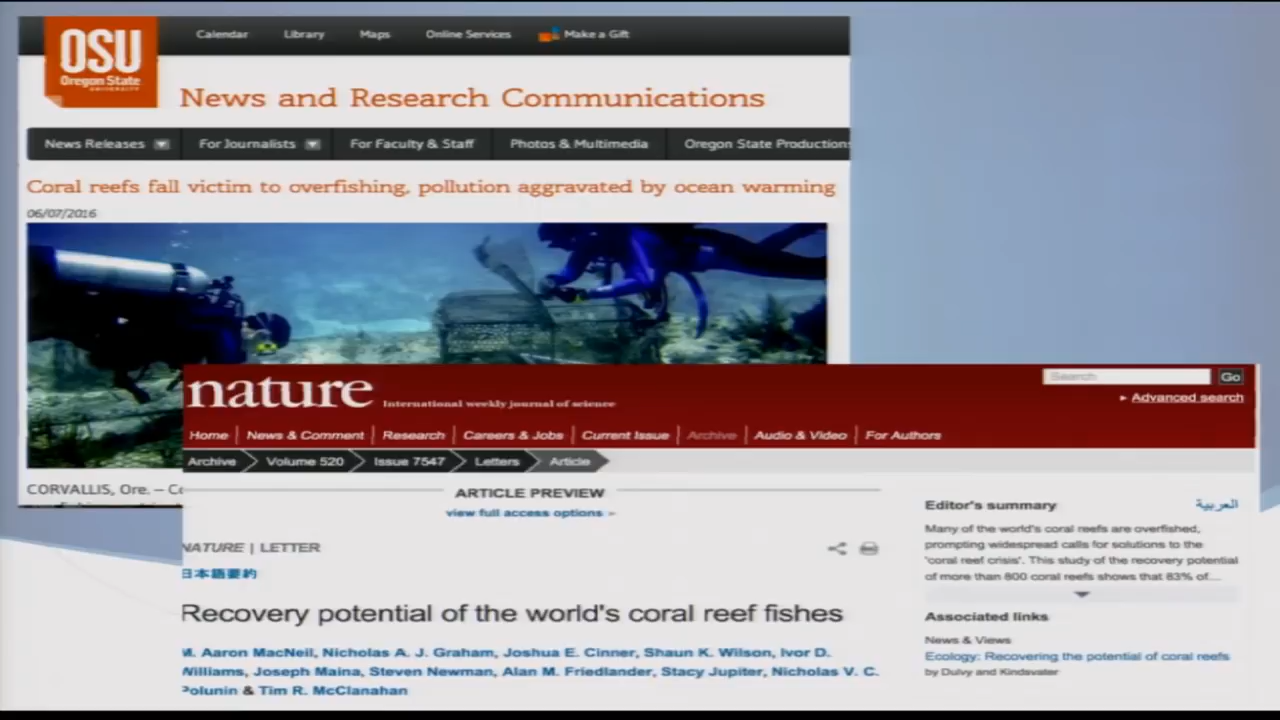 OSU
Oregon State
UNIVERSITY
Calendar Library Maps Online Services Make a Gift
News and Research Communications
News Releases For Journalists For Faculty & Staff Photos & Multimedia Oregon State Production
Coral reefs fall victim to overfishing, pollution aggravated by ocean warming
06/07/2016
CORVALLIS, Ore. –
nature International weekly journal of science
Search Go
Advanced search
Home News & Comment Research Careers & Jobs Current Issue Archive Audio & Video For Authors
Archive Volume 520 Issue 7547 Letters Article
ARTICLE PREVIEW
view full access options
NATURE | LETTER
日本語要約
Recovery potential of the world's coral reef fishes
M. Aaron MacNeil, Nicholas A. J. Graham, Joshua E. Cinner, Shaun K. Wilson, Ivor D.
Williams, Joseph Maina, Steven Newman, Alan M. Friedlander, Stacy Jupiter, Nicholas V. C.
Polunin & Tim R. McClanahan
Editor's summary
العربية
Many of the world's coral reefs are overfished,
prompting widespread calls for solutions to the
'coral reef crisis'. This study of the recovery potential
of more than 800 coral reefs shows that 83% of...
Associated links
News & Views
Ecology: Recovering the potential of coral reefs
by Dulvy and Kindsvater